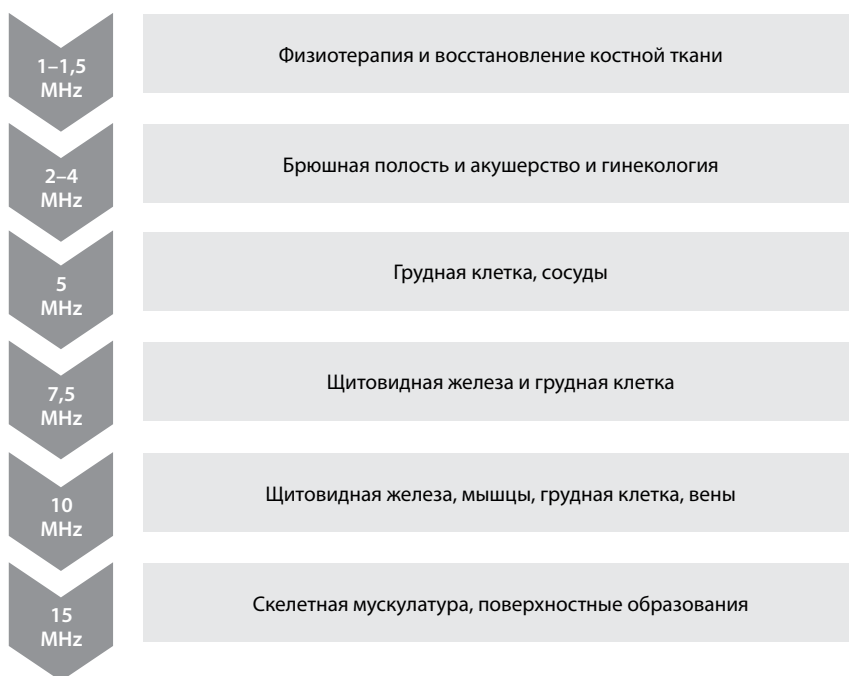 1–1,5
MHz
Физиотерапия и восстановление костной ткани
2–4
MHz
Брюшная полость и акушерство и гинекология
5
MHz
Грудная клетка, сосуды
7,5
MHz
Щитовидная железа и грудная клетка
10
MHz
Щитовидная железа, мышцы, грудная клетка, вены
15
MHz
Скелетная мускулатура, поверхностные образования